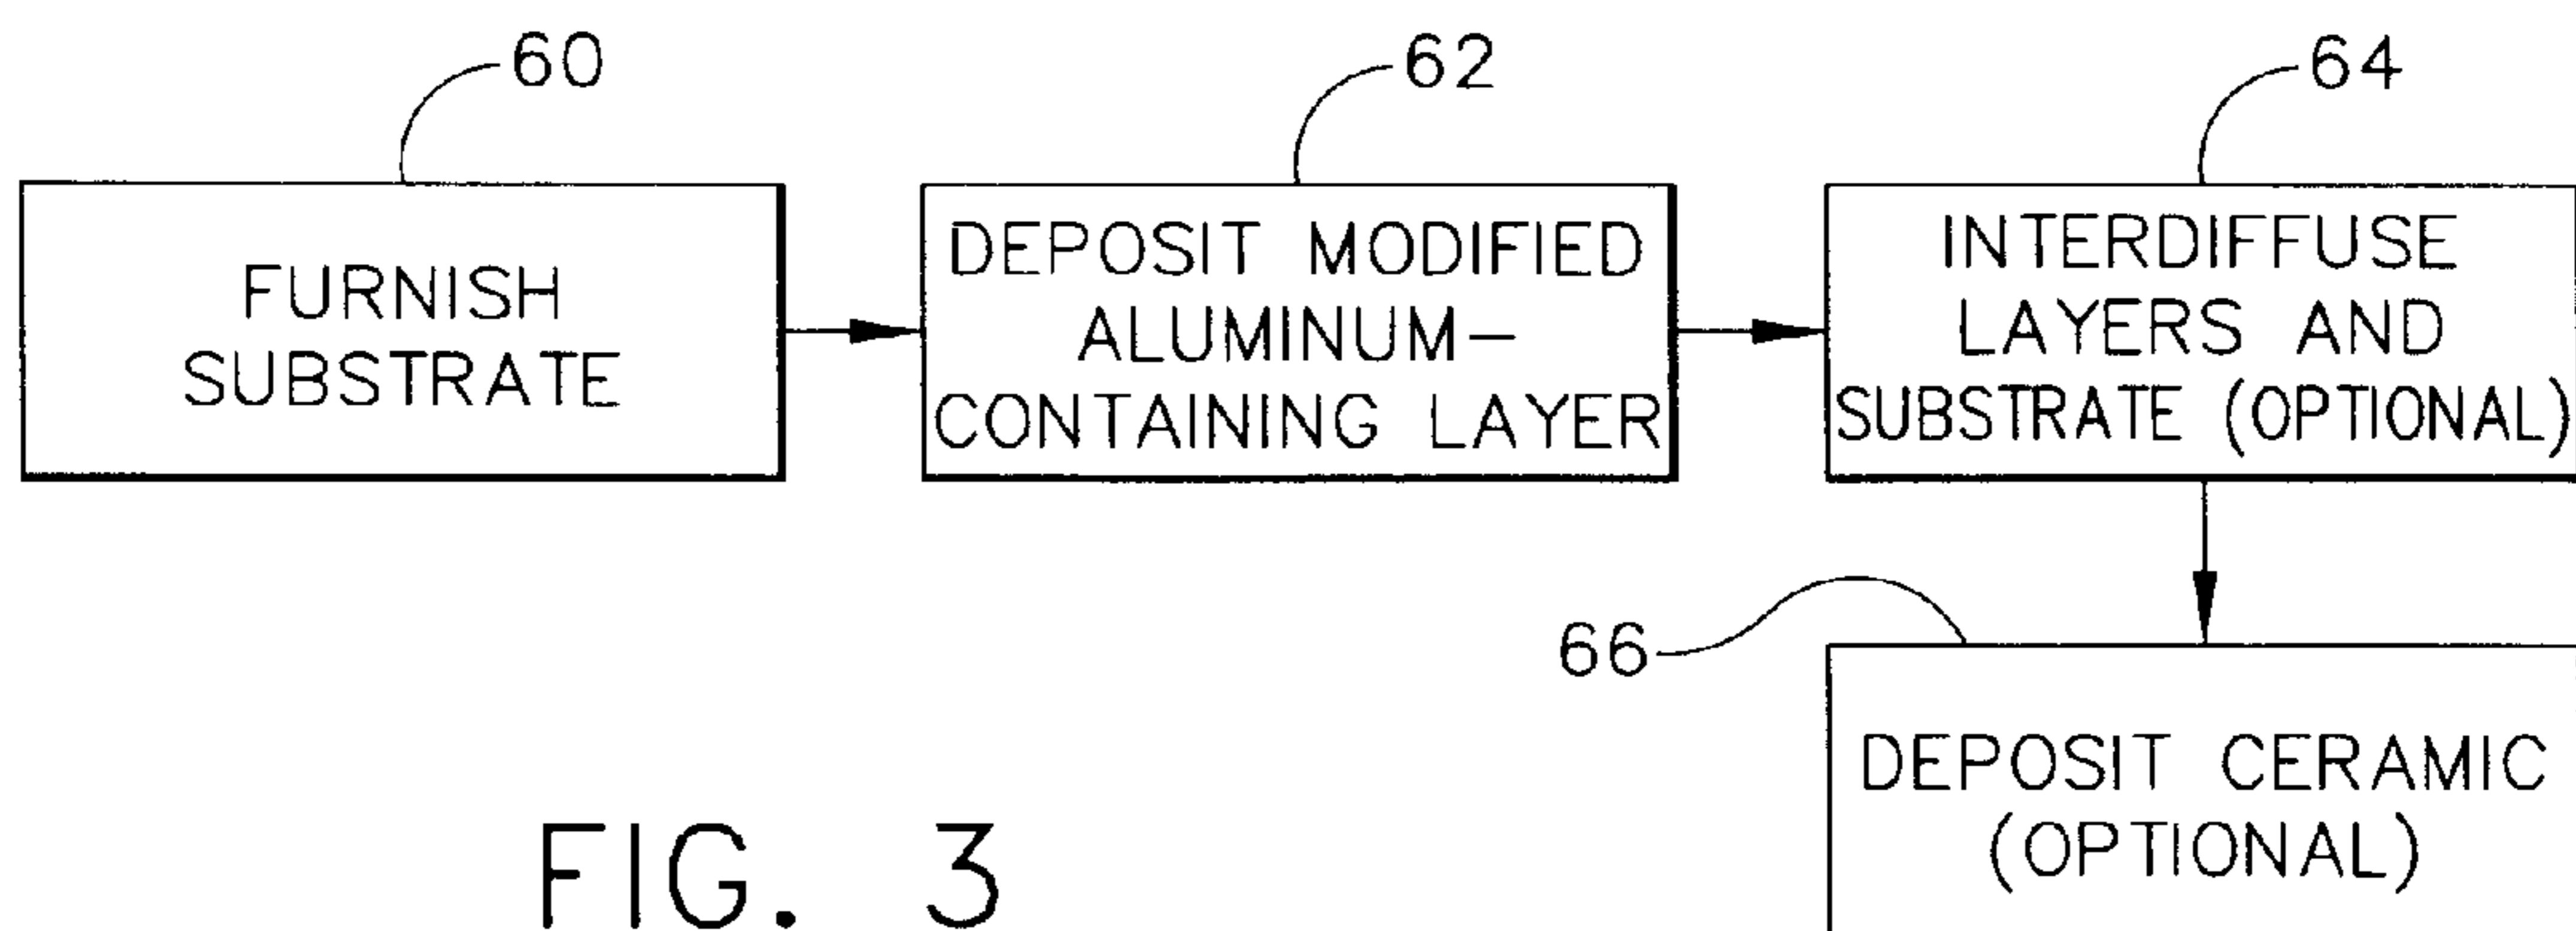 60
62
64
FURNISH
SUBSTRATE
DEPOSIT MODIFIED
ALUMINUM-
CONTAINING LAYER
INTERDIFFUSE
LAYERS AND
SUBSTRATE (OPTIONAL)
66
DEPOSIT CERAMIC
(OPTIONAL)
FIG. 3